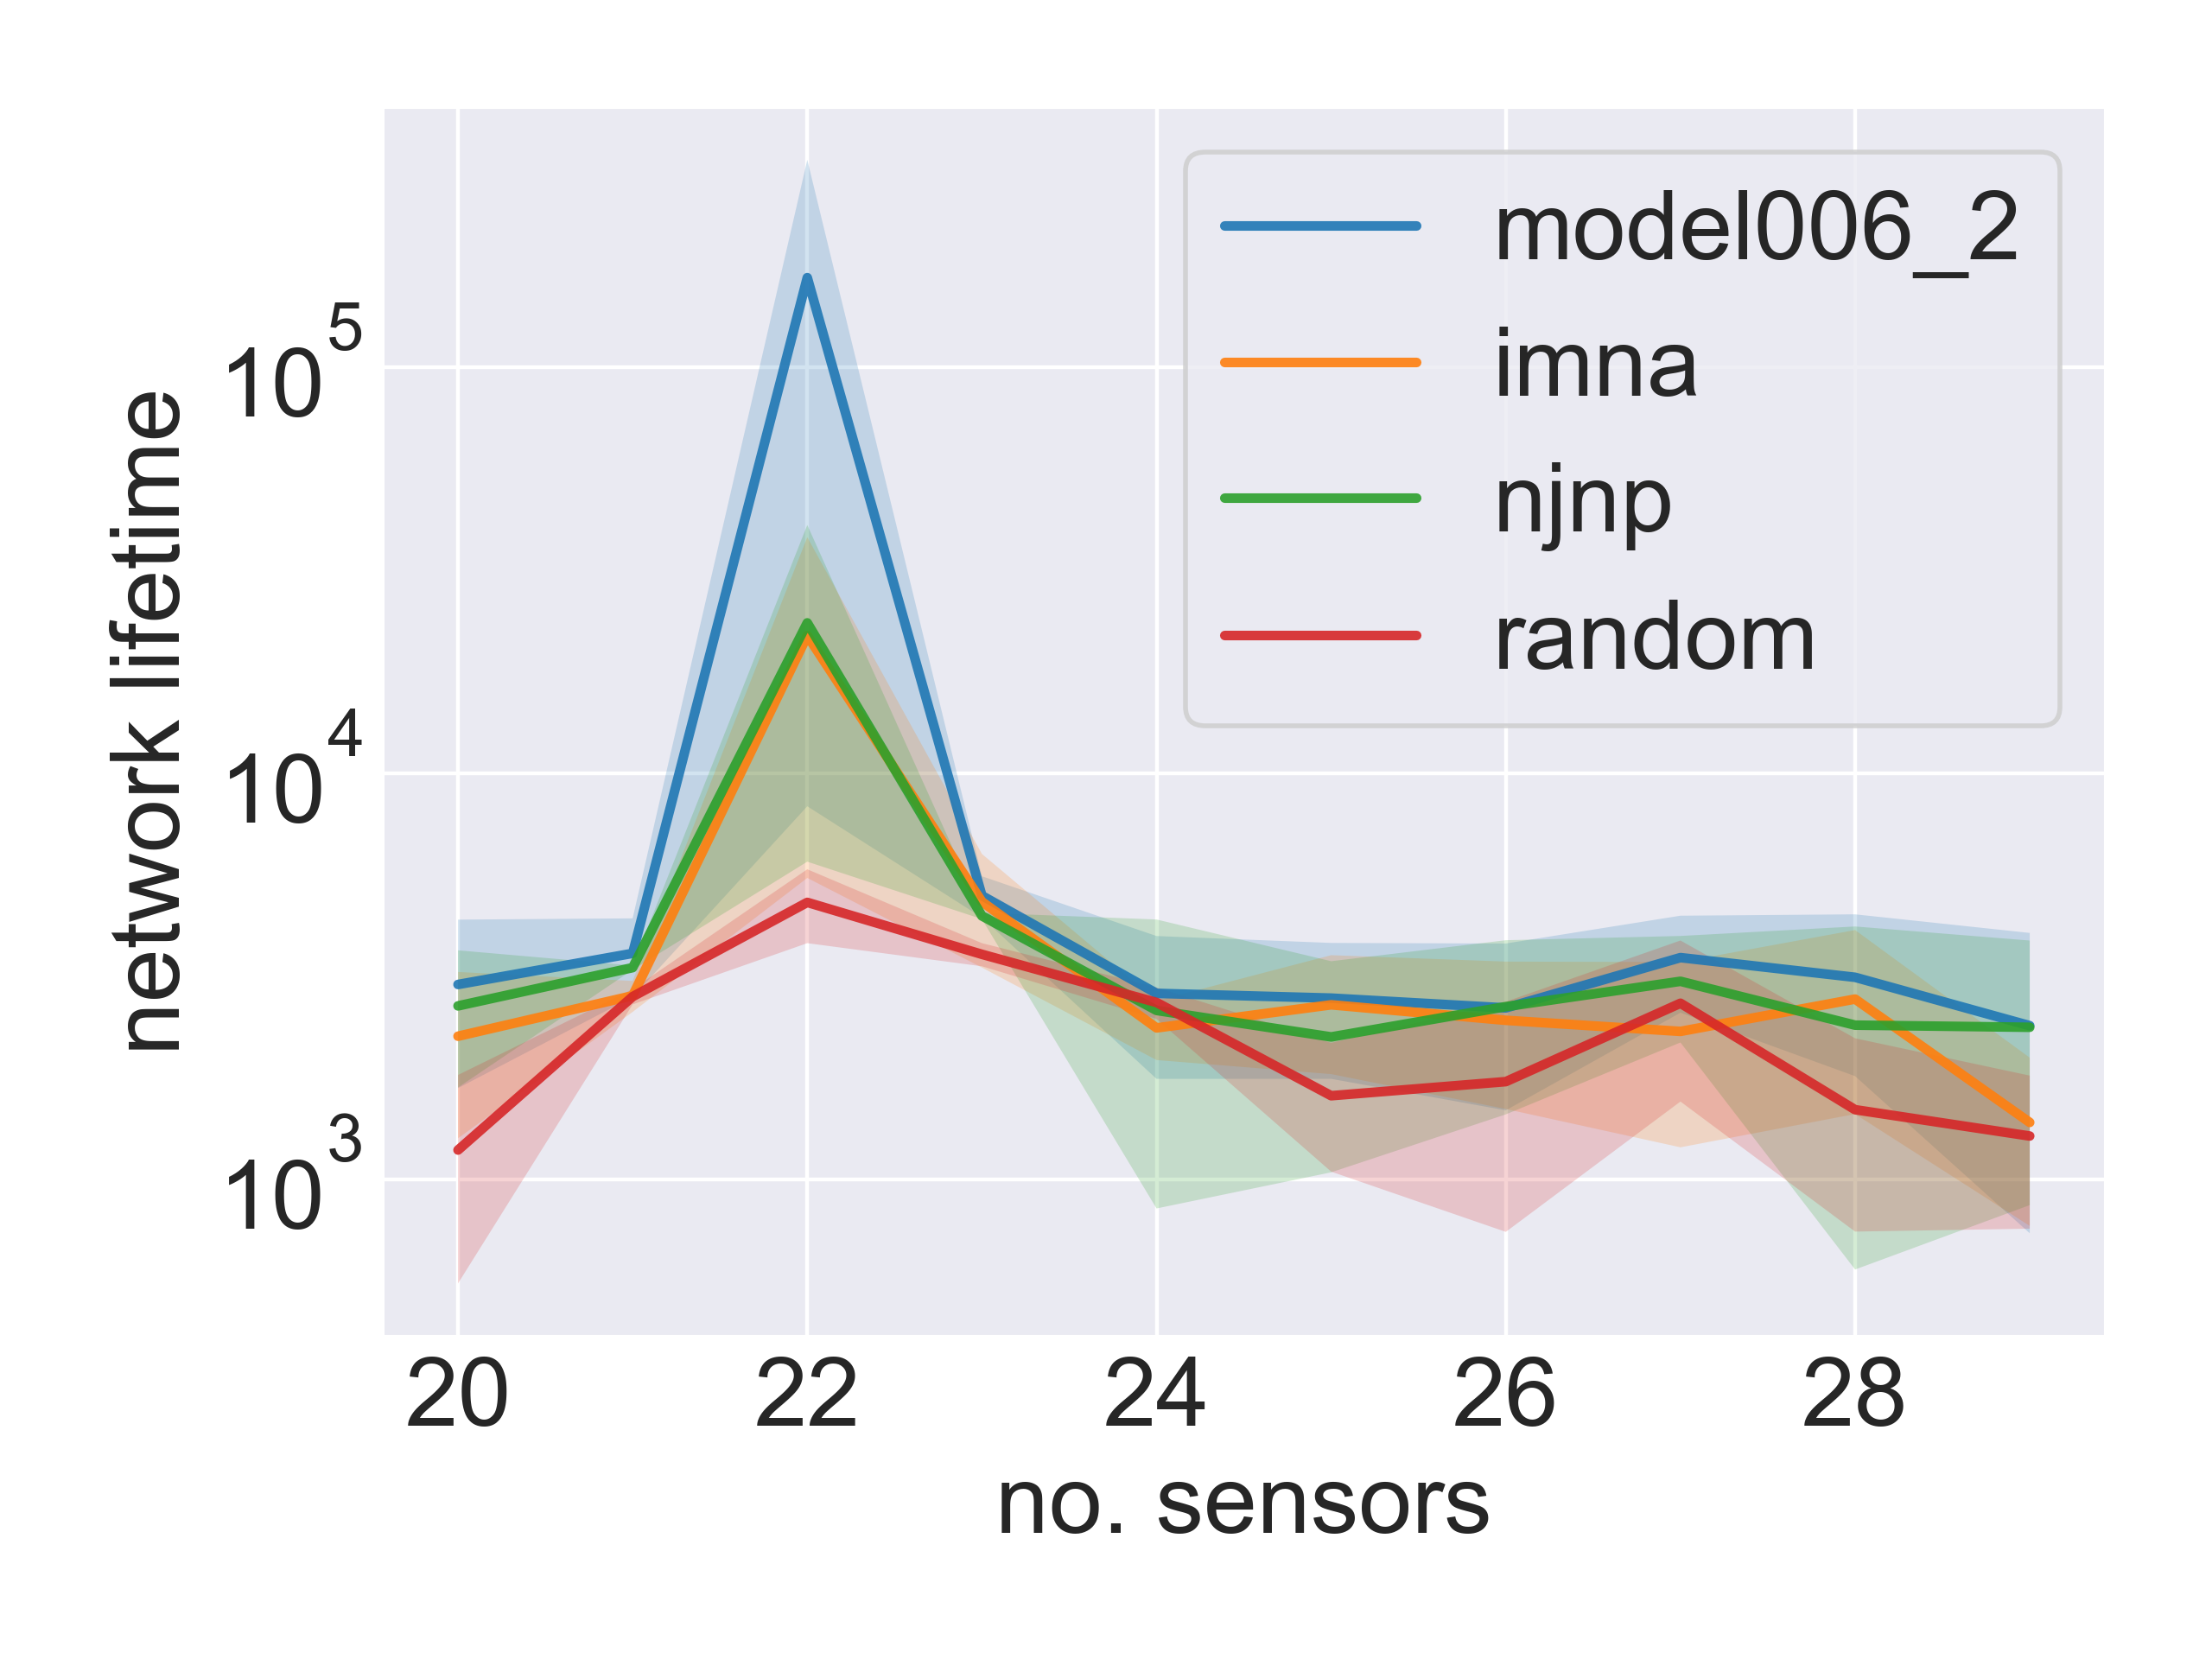 network lifetime
10^5
10^4
10^3
model006_2
imna
njnp
random
20 22 24 26 28
no. sensors